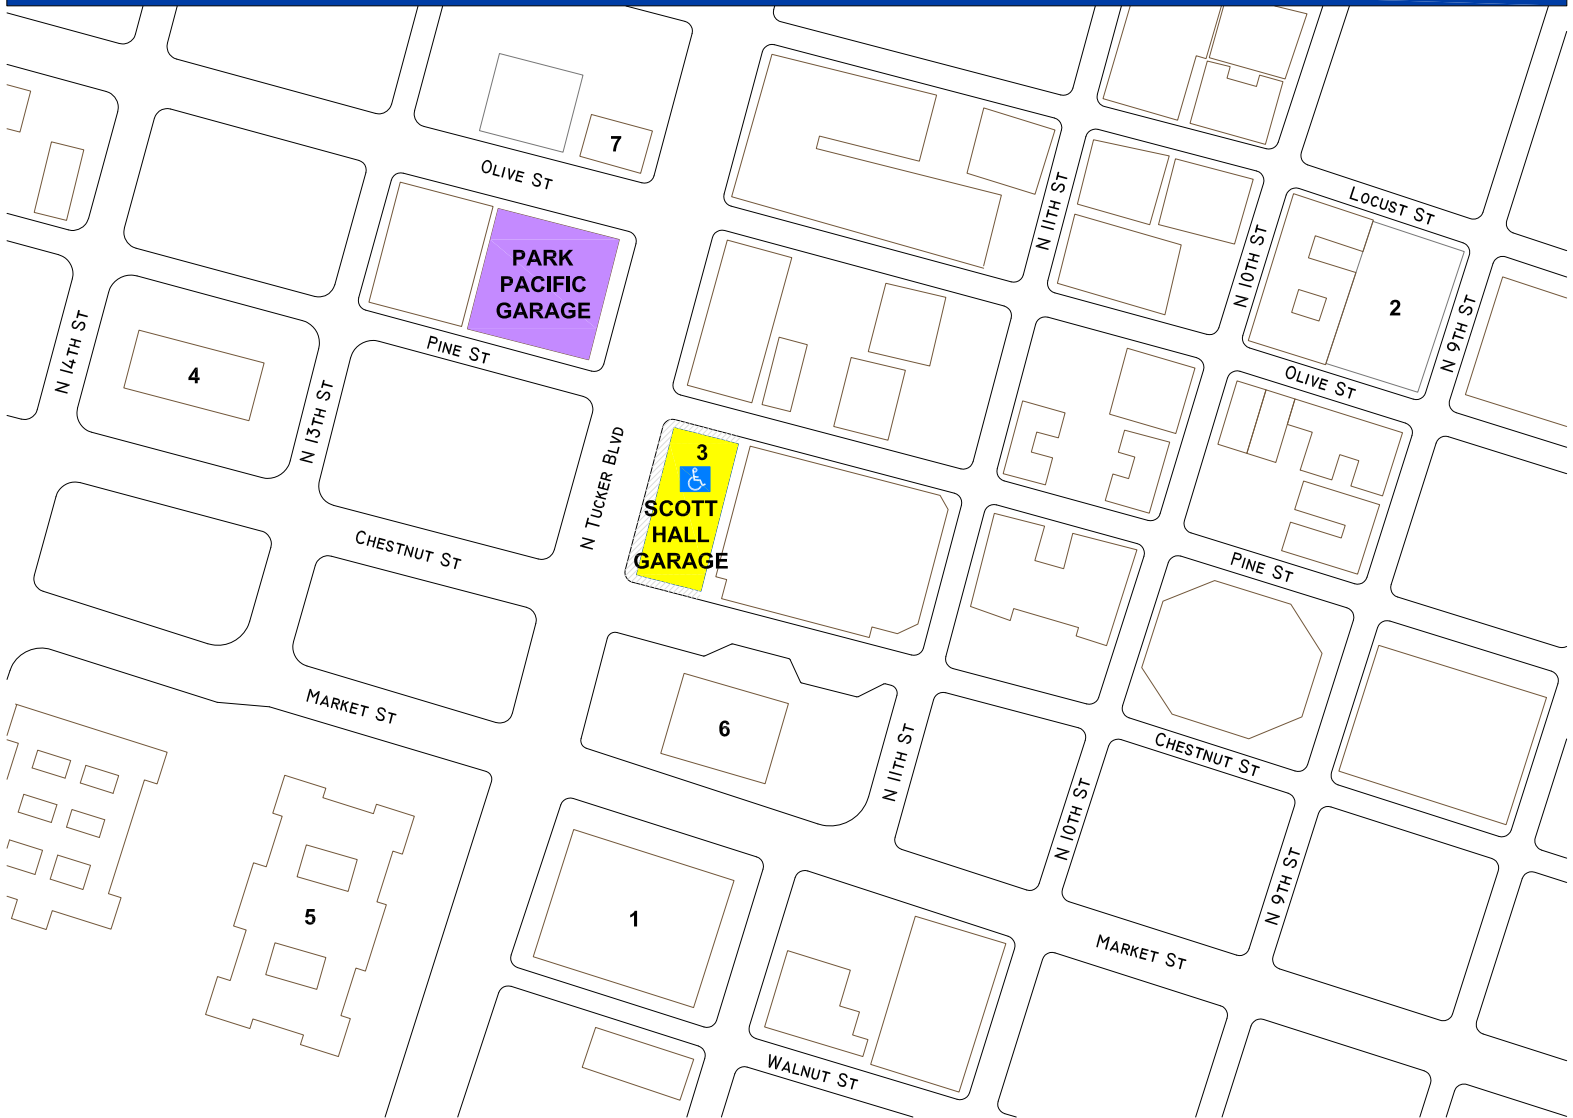 7
OLIVE ST
LOCUST ST
N 11TH ST
PARK
PACIFIC
GARAGE
N 10TH ST
2
N 9TH ST
N 14TH ST
PINE ST
4
OLIVE ST
N 13TH ST
N TUCKER BLVD
3
SCOTT
HALL
GARAGE
CHESTNUT ST
PINE ST
MARKET ST
6
N 11TH ST
CHESTNUT ST
N 10TH ST
N 9TH ST
5
1
MARKET ST
WALNUT ST